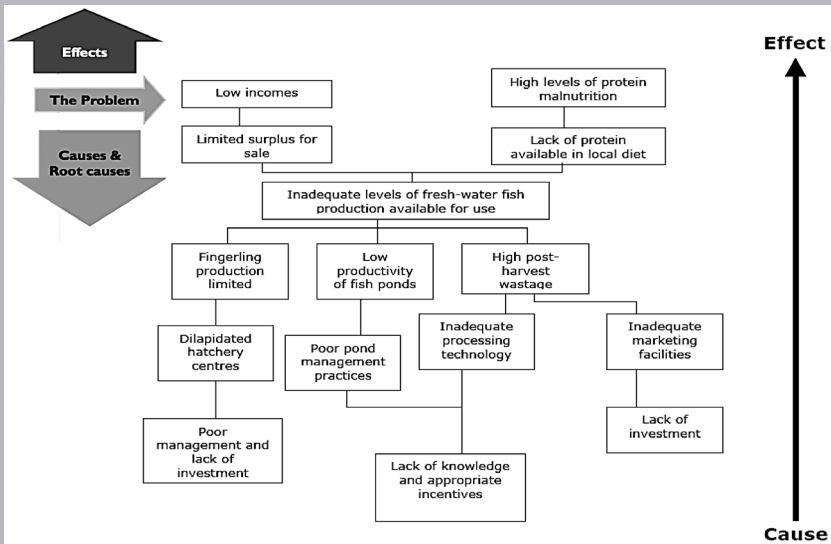 Effects
The Problem
Causes &
Root causes
Effect
Low incomes
High levels of protein
malnutrition
Limited surplus for
sale
Lack of protein
available in local diet
Inadequate levels of fresh-water fish
production available for use
Fingerling
production
limited
Low
productivity
of fish ponds
High post-
harvest
wastage
Dilapidated
hatchery
centres
Poor pond
management
practices
Inadequate
processing
technology
Inadequate
marketing
facilities
Poor
management and
lack of
investment
Lack of knowledge
and appropriate
incentives
Lack of
investment
Cause